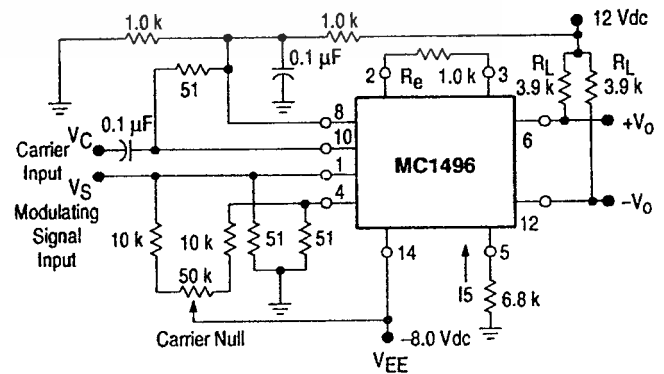 1.0 k
1.0 k
12 Vdc
0.1 µF
51
2
Re
1.0 k
3
RL
3.9 k
RL
3.9 k
0.1 µF
VC
Carrier
Input
VS
Modulating
Signal
Input
8
10
1
4
MC1496
6
+Vo
12
–Vo
10 k
10 k
51
51
50 k
Carrier Null
14
–8.0 Vdc
VEE
I5
5
6.8 k